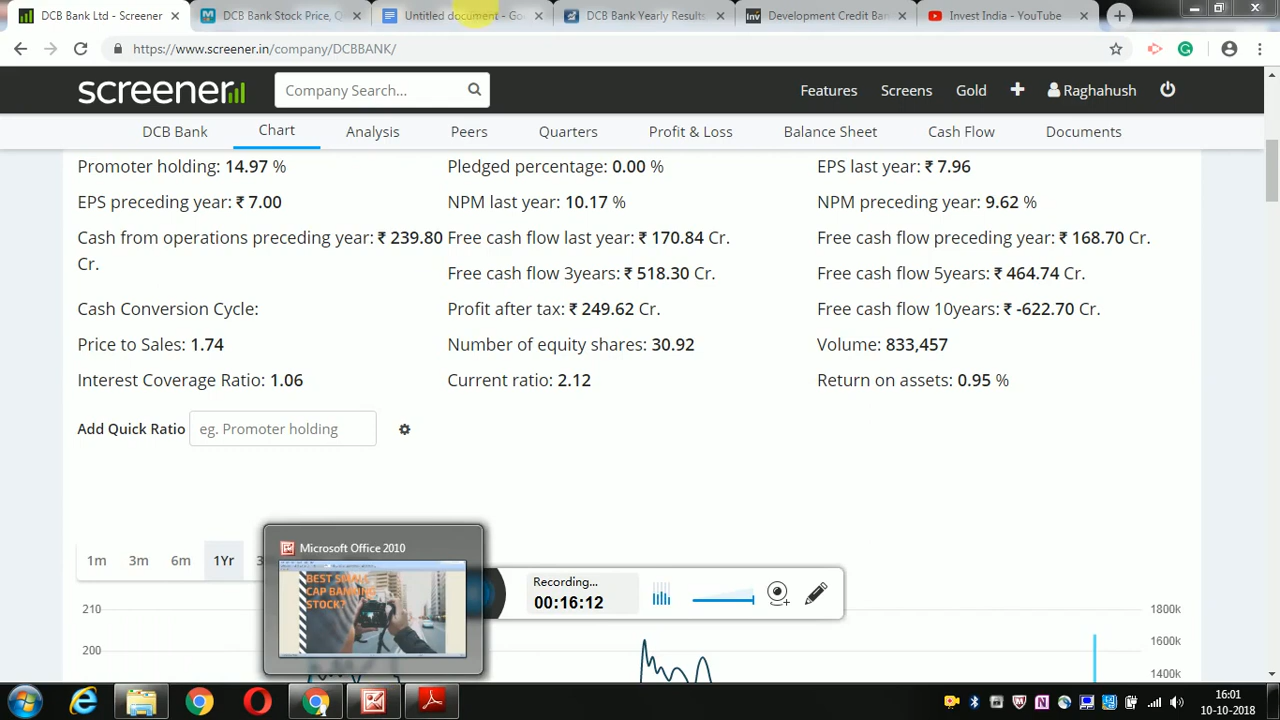 DCB Bank Ltd - Screener
DCB Bank Stock Price, Q
Untitled document - Go
DCB Bank Yearly Results,
Development Credit Ban
Invest India - YouTube
https://www.screener.in/company/DCBBANK/
screener
Company Search...
Features
Screens
Gold
Raghahush
DCB Bank
Chart
Analysis
Peers
Quarters
Profit & Loss
Balance Sheet
Cash Flow
Documents
Promoter holding: 14.97 %
Pledged percentage: 0.00 %
EPS last year: ₹ 7.96
EPS preceding year: ₹ 7.00
NPM last year: 10.17 %
NPM preceding year: 9.62 %
Cash from operations preceding year: ₹ 239.80
Cr.
Free cash flow last year: ₹ 170.84 Cr.
Free cash flow preceding year: ₹ 168.70 Cr.
Free cash flow 3years: ₹ 518.30 Cr.
Free cash flow 5years: ₹ 464.74 Cr.
Cash Conversion Cycle:
Profit after tax: ₹ 249.62 Cr.
Free cash flow 10years: ₹ -622.70 Cr.
Price to Sales: 1.74
Number of equity shares: 30.92
Volume: 833,457
Interest Coverage Ratio: 1.06
Current ratio: 2.12
Return on assets: 0.95 %
Add Quick Ratio
eg. Promoter holding
1m
3m
6m
1Yr
Microsoft Office 2010
BEST SMALL
CAP BANKING
STOCK?
Recording...
00:16:12
210
1800k
200
1600k
1400k
16:01
10-10-2018